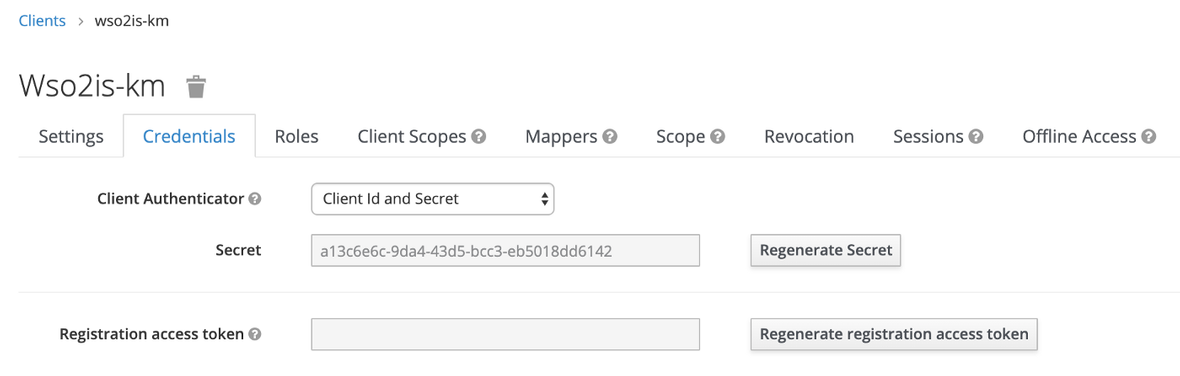 Clients > wso2is-km
Wso2is-km
Settings Credentials Roles Client Scopes Mappers Scope Revocation Sessions Offline Access
Client Authenticator Client Id and Secret
Secret a13c6e6c-9da4-43d5-bcc3-eb5018dd6142 Regenerate Secret
Registration access token Regenerate registration access token